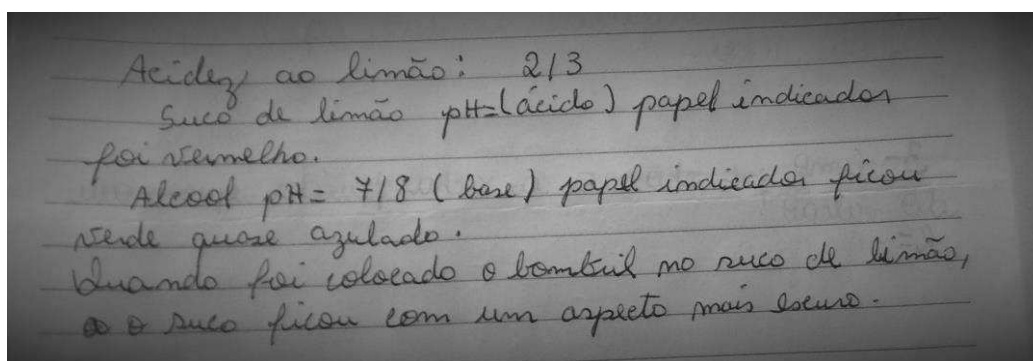 Acidez ao limão: 2/3
Suco de limão pH=(ácido) papel indicador
foi vermelho.
Alcool pH= 7/8 (base) papel indicador ficou
verde quase azulado.
Quando foi colocado o bombril no suco de limão,
o suco ficou com um aspecto mais escuro.